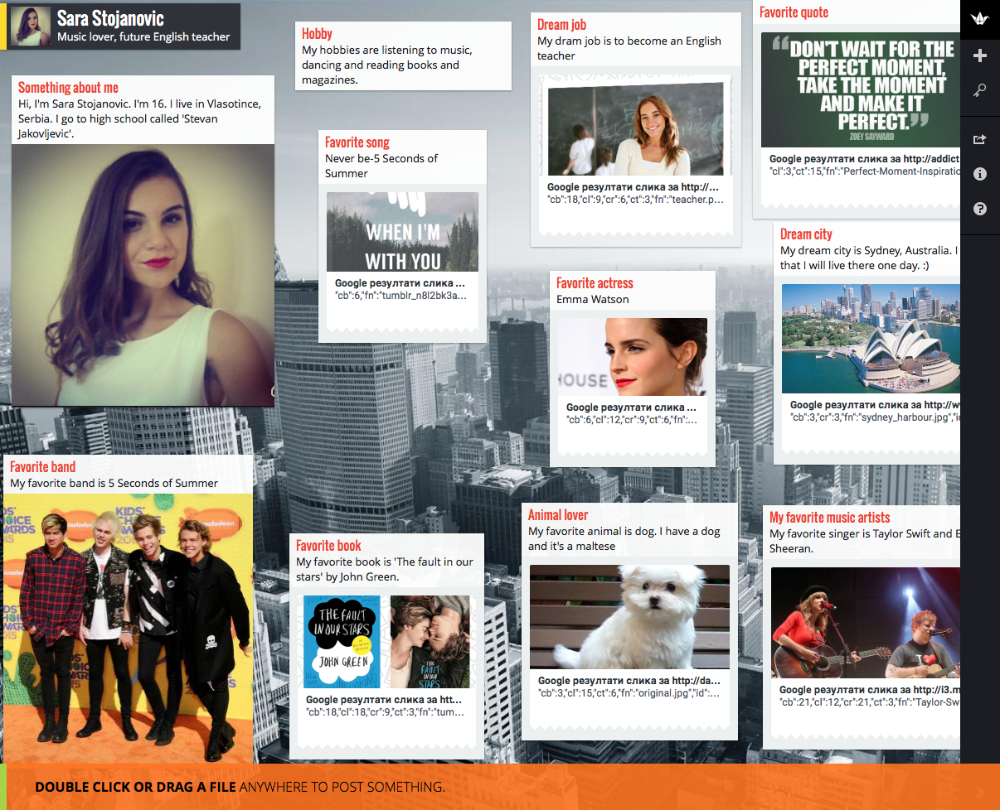 Sara Stojanovic
Music lover, future English teacher
Something about me
Hi, I'm Sara Stojanovic. I'm 16. I live in Vlasotince,
Serbia. I go to high school called 'Stevan
Jakovljevic'.
Favorite band
My favorite band is 5 Seconds of Summer
KIDS'
CHOICE
AWARDS
2015
nickelodeon
Hobby
My hobbies are listening to music,
dancing and reading books and
magazines.
Favorite song
Never be-5 Seconds of
Summer
WHEN I'M
WITH YOU
Google резултати слика ...
"cb":6,"fn":"tumblr_n8l2bk3a...
Favorite book
My favorite book is 'The fault in our
stars' by John Green.
THE FAULT
IN OUR
STARS
JOHN GREEN
THE
FAULT
IN OUR
STARS
Google резултати слика за htt...
"cb":18,"cl":18,"cr":9,"ct":3,"fn":"tum...
Dream job
My dram job is to become an English
teacher
Google резултати слика за http://...
"cb":18,"cl":9,"cr":6,"ct":3,"fn":"teacher.p...
Favorite actress
Emma Watson
HOUSE
Google резултати слика ...
"cb":6,"cl":12,"cr":9,"ct":6,"fn":...
Animal lover
My favorite animal is dog. I have a dog
and it's a maltese
Google резултати слика за http://da...
"cb":3,"cl":15,"ct":6,"fn":"original.jpg","id":...
Favorite quote
“DON'T WAIT FOR THE
PERFECT MOMENT,
TAKE THE MOMENT
AND MAKE IT
PERFECT.”
ZOEY SAYWARD
Google резултати слика за http://addict
"cl":3,"ct":15,"fn":"Perfect-Moment-Inspiratio
Dream city
My dream city is Sydney, Australia. I
that I will live there one day. :)
Google резултати слика за http://w
"cb":3,"cr":3,"fn":"sydney_harbour.jpg","id
My favorite music artists
My favorite singer is Taylor Swift and E
Sheeran.
Google резултати слика за http://i3.m
"cb":21,"cl":12,"cr":21,"ct":3,"fn":"Taylor-Sw
DOUBLE CLICK OR DRAG A FILE ANYWHERE TO POST SOMETHING.